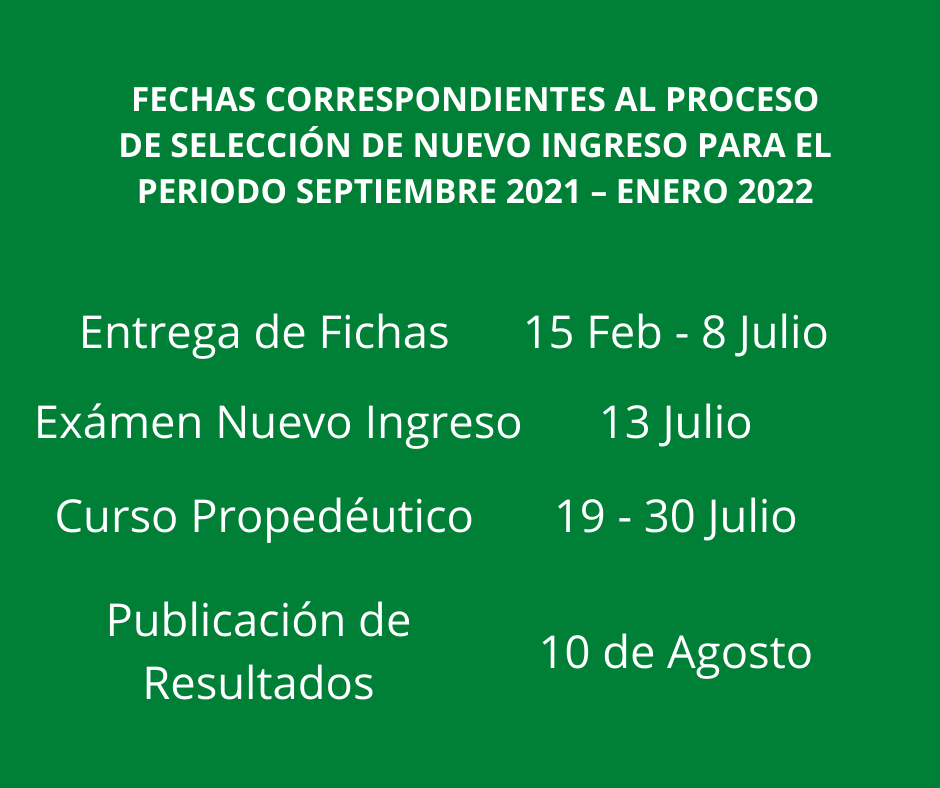 FECHAS CORRESPONDIENTES AL PROCESO
DE SELECCIÓN DE NUEVO INGRESO PARA EL
PERIODO SEPTIEMBRE 2021 – ENERO 2022
Entrega de Fichas 15 Feb - 8 Julio
Exámen Nuevo Ingreso 13 Julio
Curso Propedéutico 19 - 30 Julio
Publicación de
Resultados
10 de Agosto